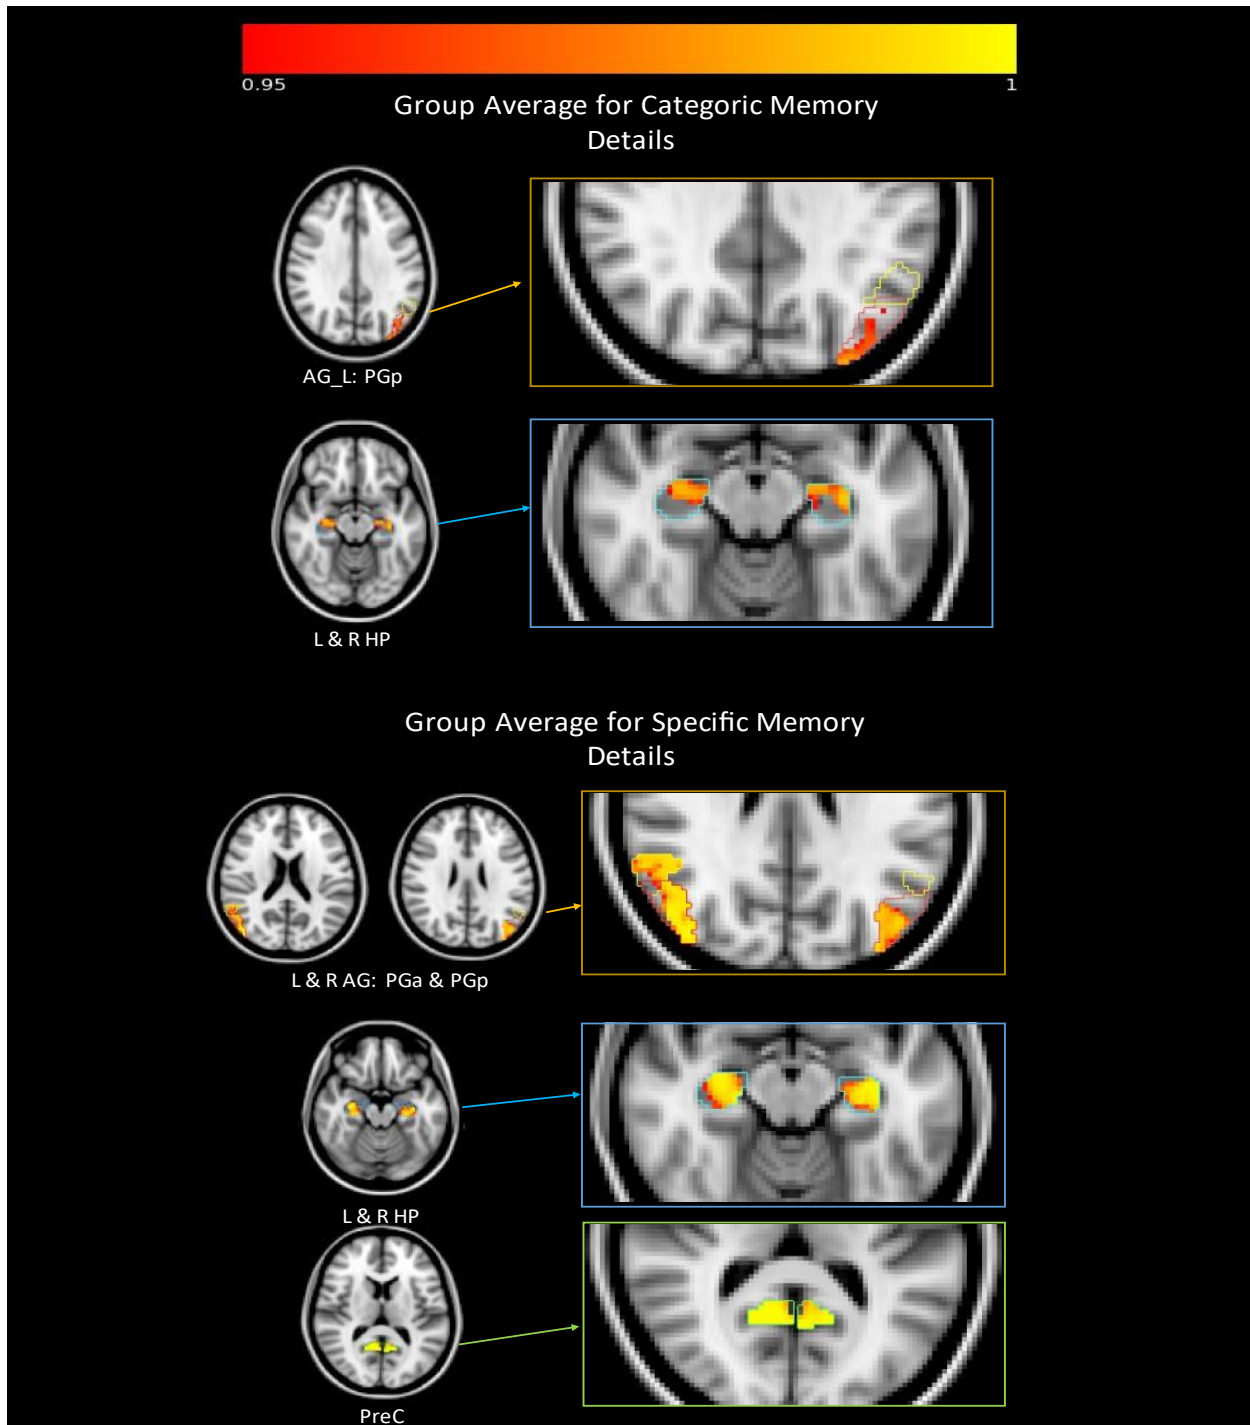 0.95 1
Group Average for Categoric Memory
Details
AG_L: PGp
L & R HP
Group Average for Specific Memory
Details
L & R AG: PGa & PGp
L & R HP
PreC